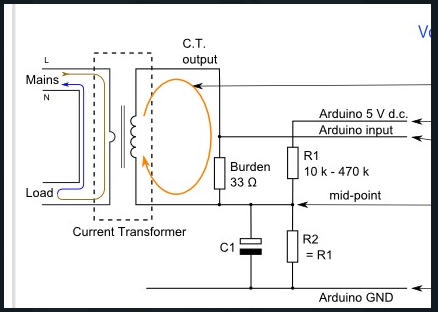 Vo
L
C.T.
output
Mains
N
Arduino 5 V d.c.
Arduino input
Burden
33 Ω
R1
10 k - 470 k
Load
mid-point
Current Transformer
C1
R2
= R1
Arduino GND